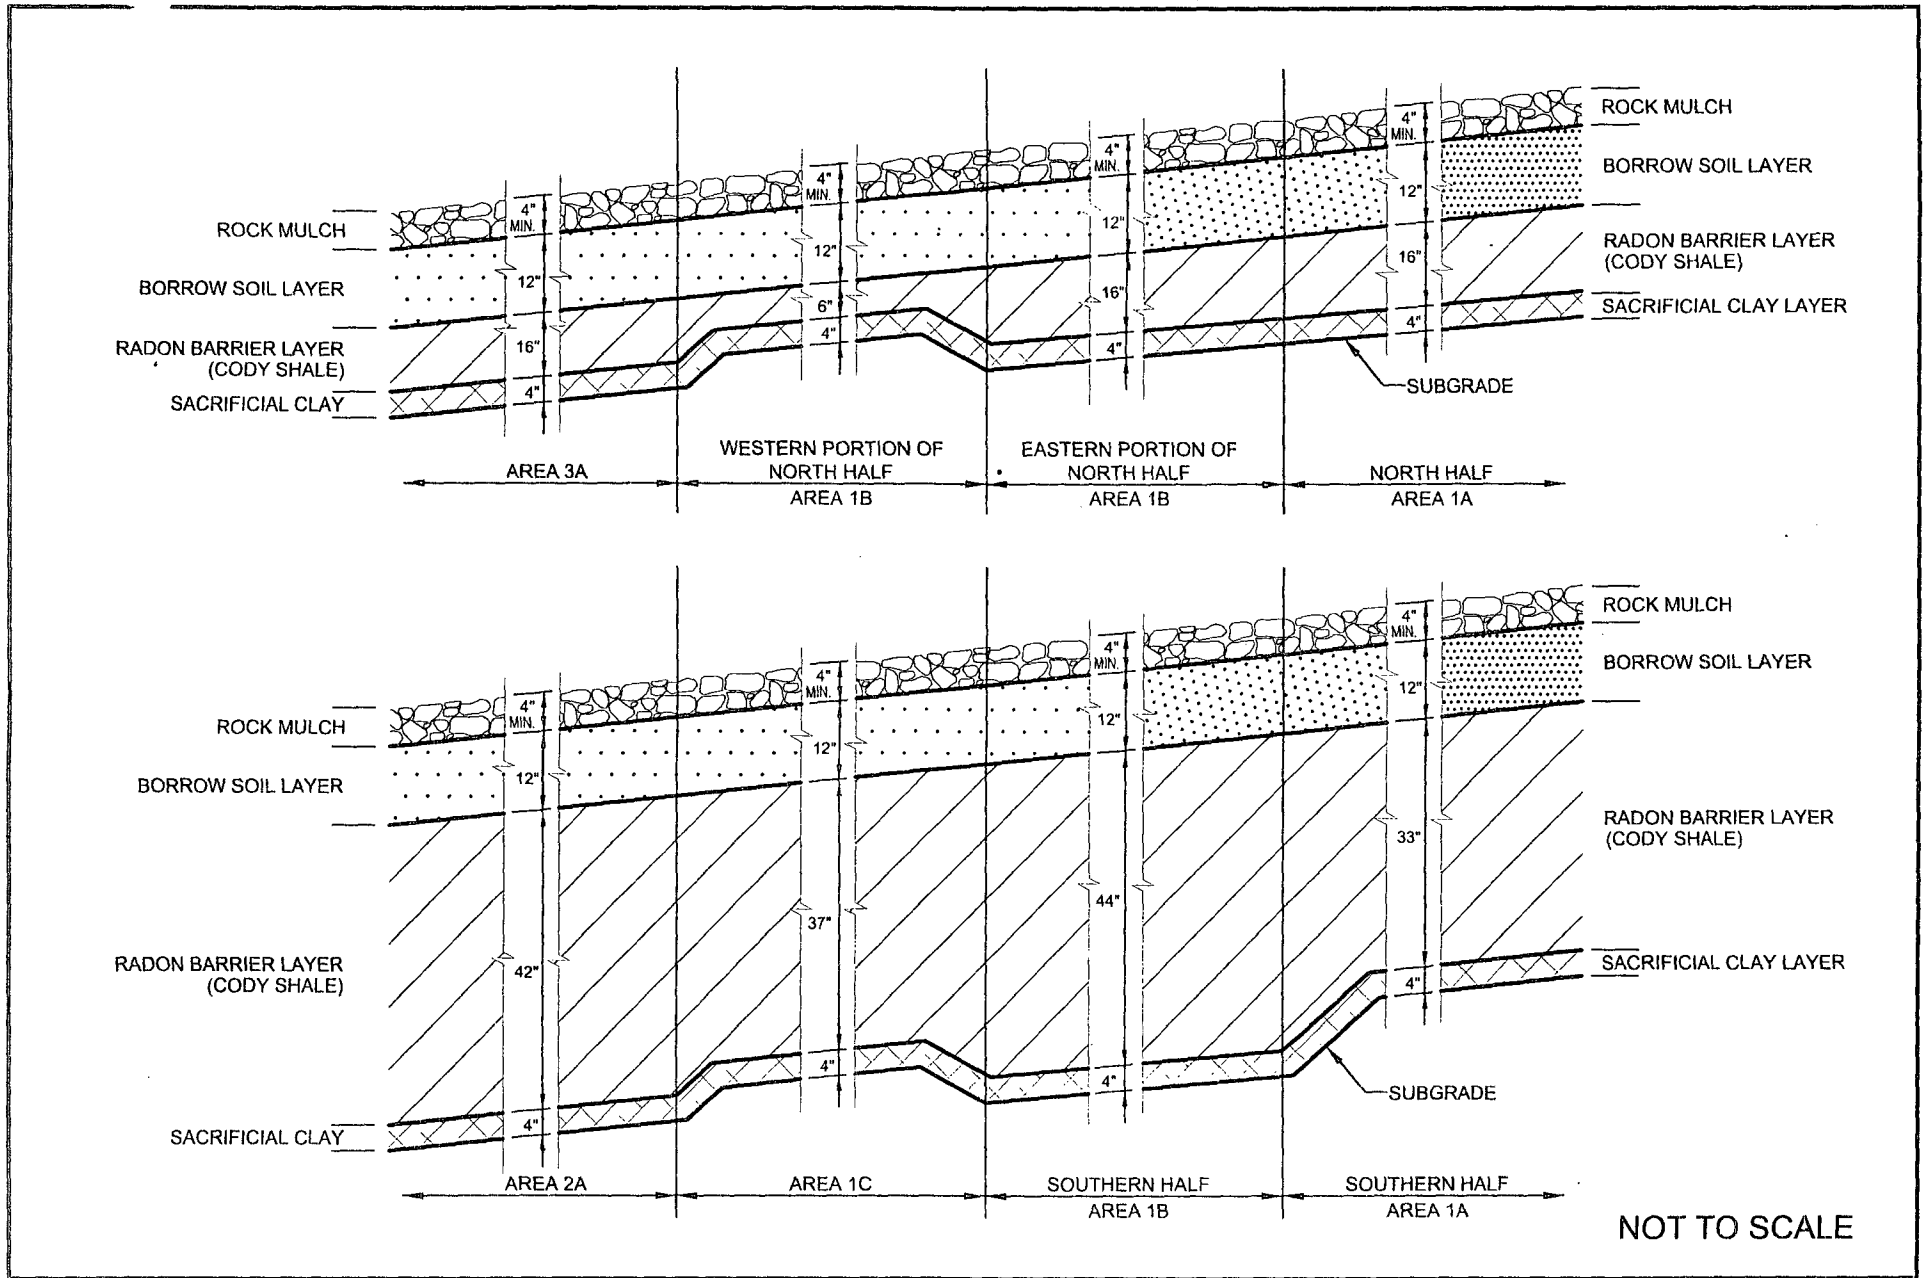 4"
MIN.
ROCK MULCH
4"
MIN.
BORROW SOIL LAYER
4"
MIN.
12"
4"
MIN.
12"
RADON BARRIER LAYER
(CODY SHALE)
ROCK MULCH
12"
16"
BORROW SOIL LAYER
12"
6"
16"
SACRIFICIAL CLAY LAYER
4"
RADON BARRIER LAYER
(CODY SHALE)
16"
4"
4"
SUBGRADE
SACRIFICIAL CLAY
4"
AREA 3A
WESTERN PORTION OF
NORTH HALF
AREA 1B
EASTERN PORTION OF
NORTH HALF
AREA 1B
NORTH HALF
AREA 1A
4"
MIN.
ROCK MULCH
4"
MIN.
BORROW SOIL LAYER
4"
MIN.
12"
4"
MIN.
12"
ROCK MULCH
12"
BORROW SOIL LAYER
12"
33"
RADON BARRIER LAYER
(CODY SHALE)
44"
37"
RADON BARRIER LAYER
(CODY SHALE)
42"
SACRIFICIAL CLAY LAYER
4"
4"
4"
SUBGRADE
SACRIFICIAL CLAY
4"
AREA 2A
AREA 1C
SOUTHERN HALF
AREA 1B
SOUTHERN HALF
AREA 1A
NOT TO SCALE